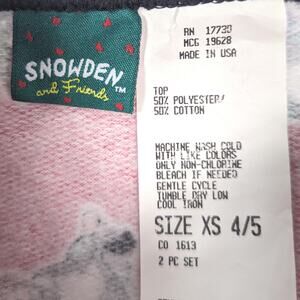 SNOWDEN
and Friends™
RN 17730
MCG 19628
MADE IN USA
TOP
50% POLYESTER/
50% COTTON
MACHINE WASH COLD
WITH LIKE COLORS
ONLY NON-CHLORINE
BLEACH IF NEEDED
GENTLE CYCLE
TUMBLE DRY LOW
COOL IRON
SIZE XS 4/5
CO 1613
2 PC SET